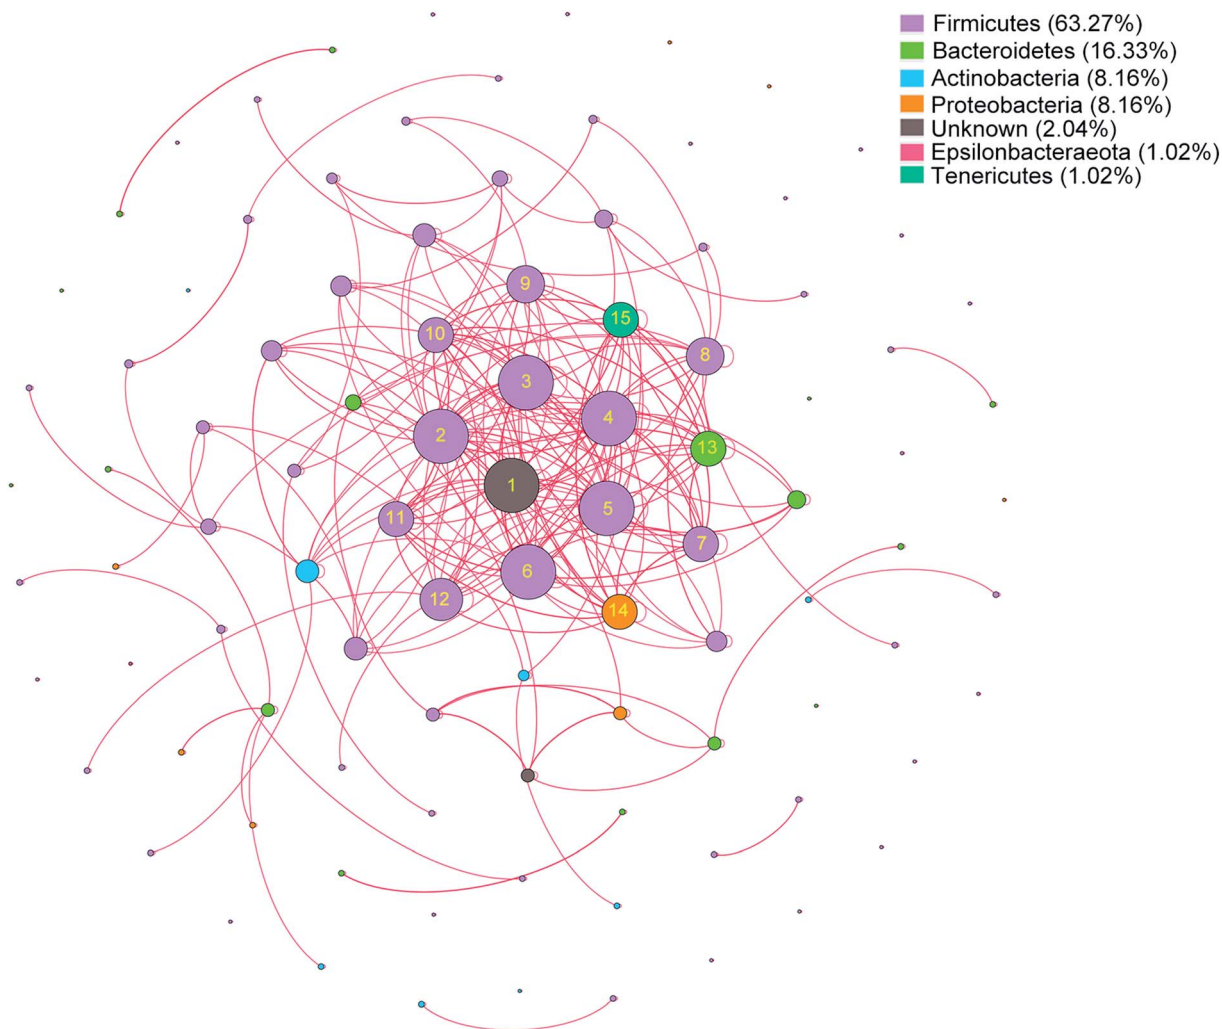 Firmicutes (63.27%)
Bacteroidetes (16.33%)
Actinobacteria (8.16%)
Proteobacteria (8.16%)
Unknown (2.04%)
Epsilonbacteraeota (1.02%)
Tenericutes (1.02%)
9
15
10
8
3
4
2
13
1
5
11
7
6
12
14